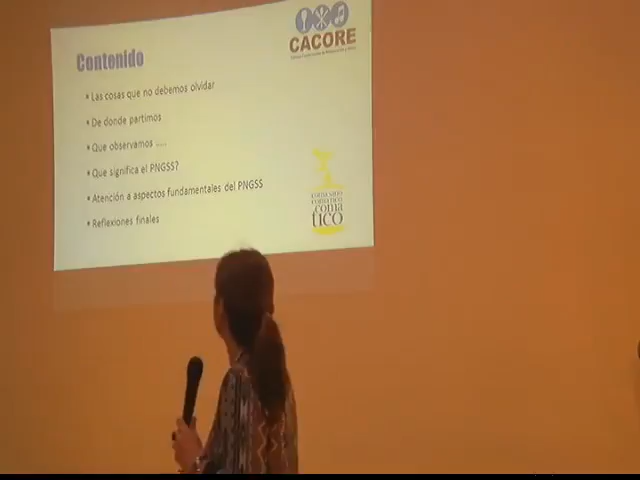 CACORE
Contenido
• Las cosas que no debemos olvidar
• De donde partimos
• Que observamos ....
• Que significa el PNGSS?
• Atención a aspectos fundamentales del PNGSS
• Reflexiones finales
coma
TICO